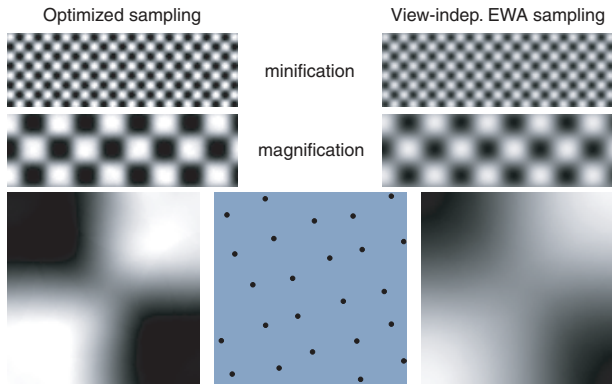 Optimized sampling
View-indep. EWA sampling
minification
magnification